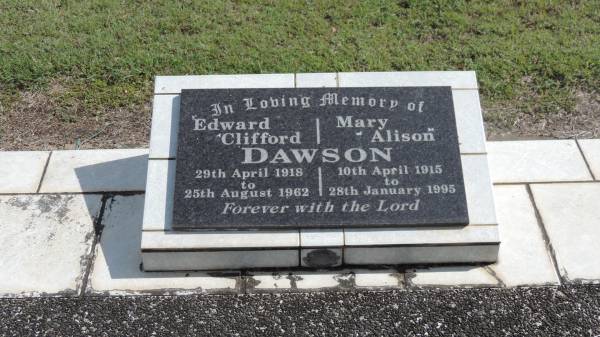 In Loving Memory of
"Edward Clifford" | "Mary Alison"
DAWSON
29th April 1918 | 10th April 1915
to | to
25th August 1962 | 28th January 1995
Forever with the Lord